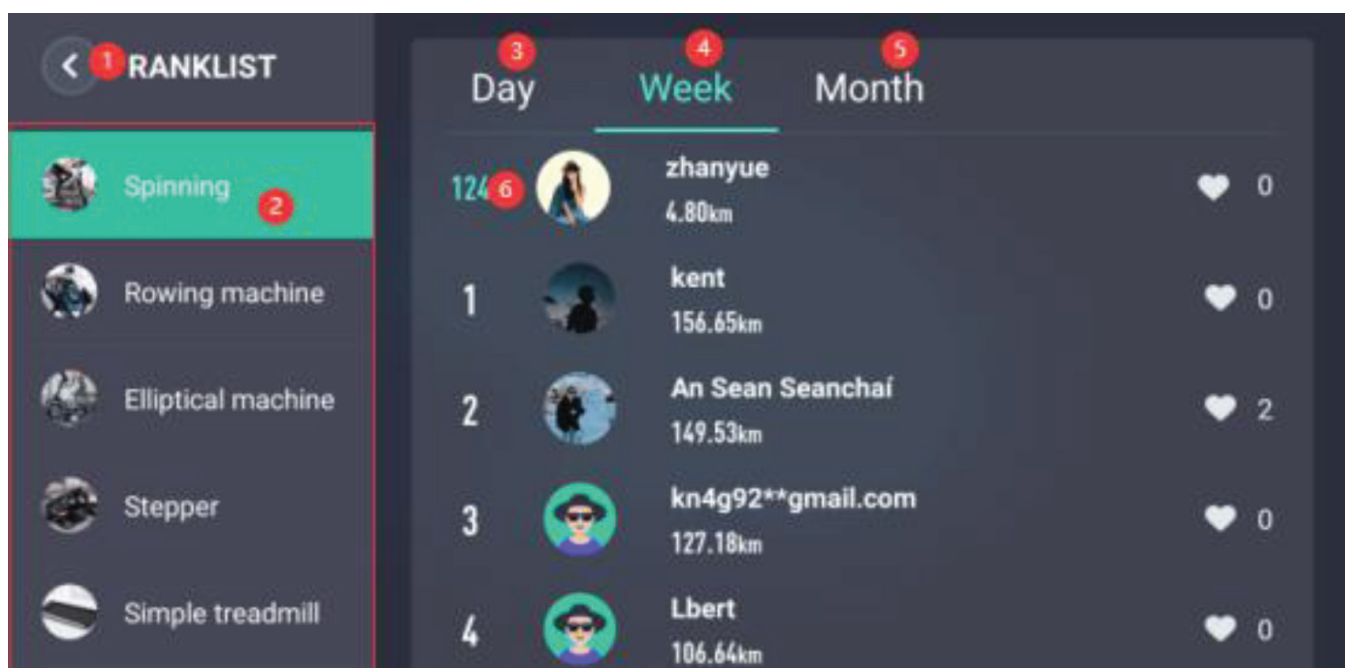 1 RANKLIST
3 4 5
Day Week Month
Spinning 2
Rowing machine
Elliptical machine
Stepper
Simple treadmill
124 6 zhanyue 0
4.80km
1 kent 0
156.65km
2 An Sean Seanchaí 2
149.53km
3 kn4g92**gmail.com 0
127.18km
4 Lbert 0
106.64km